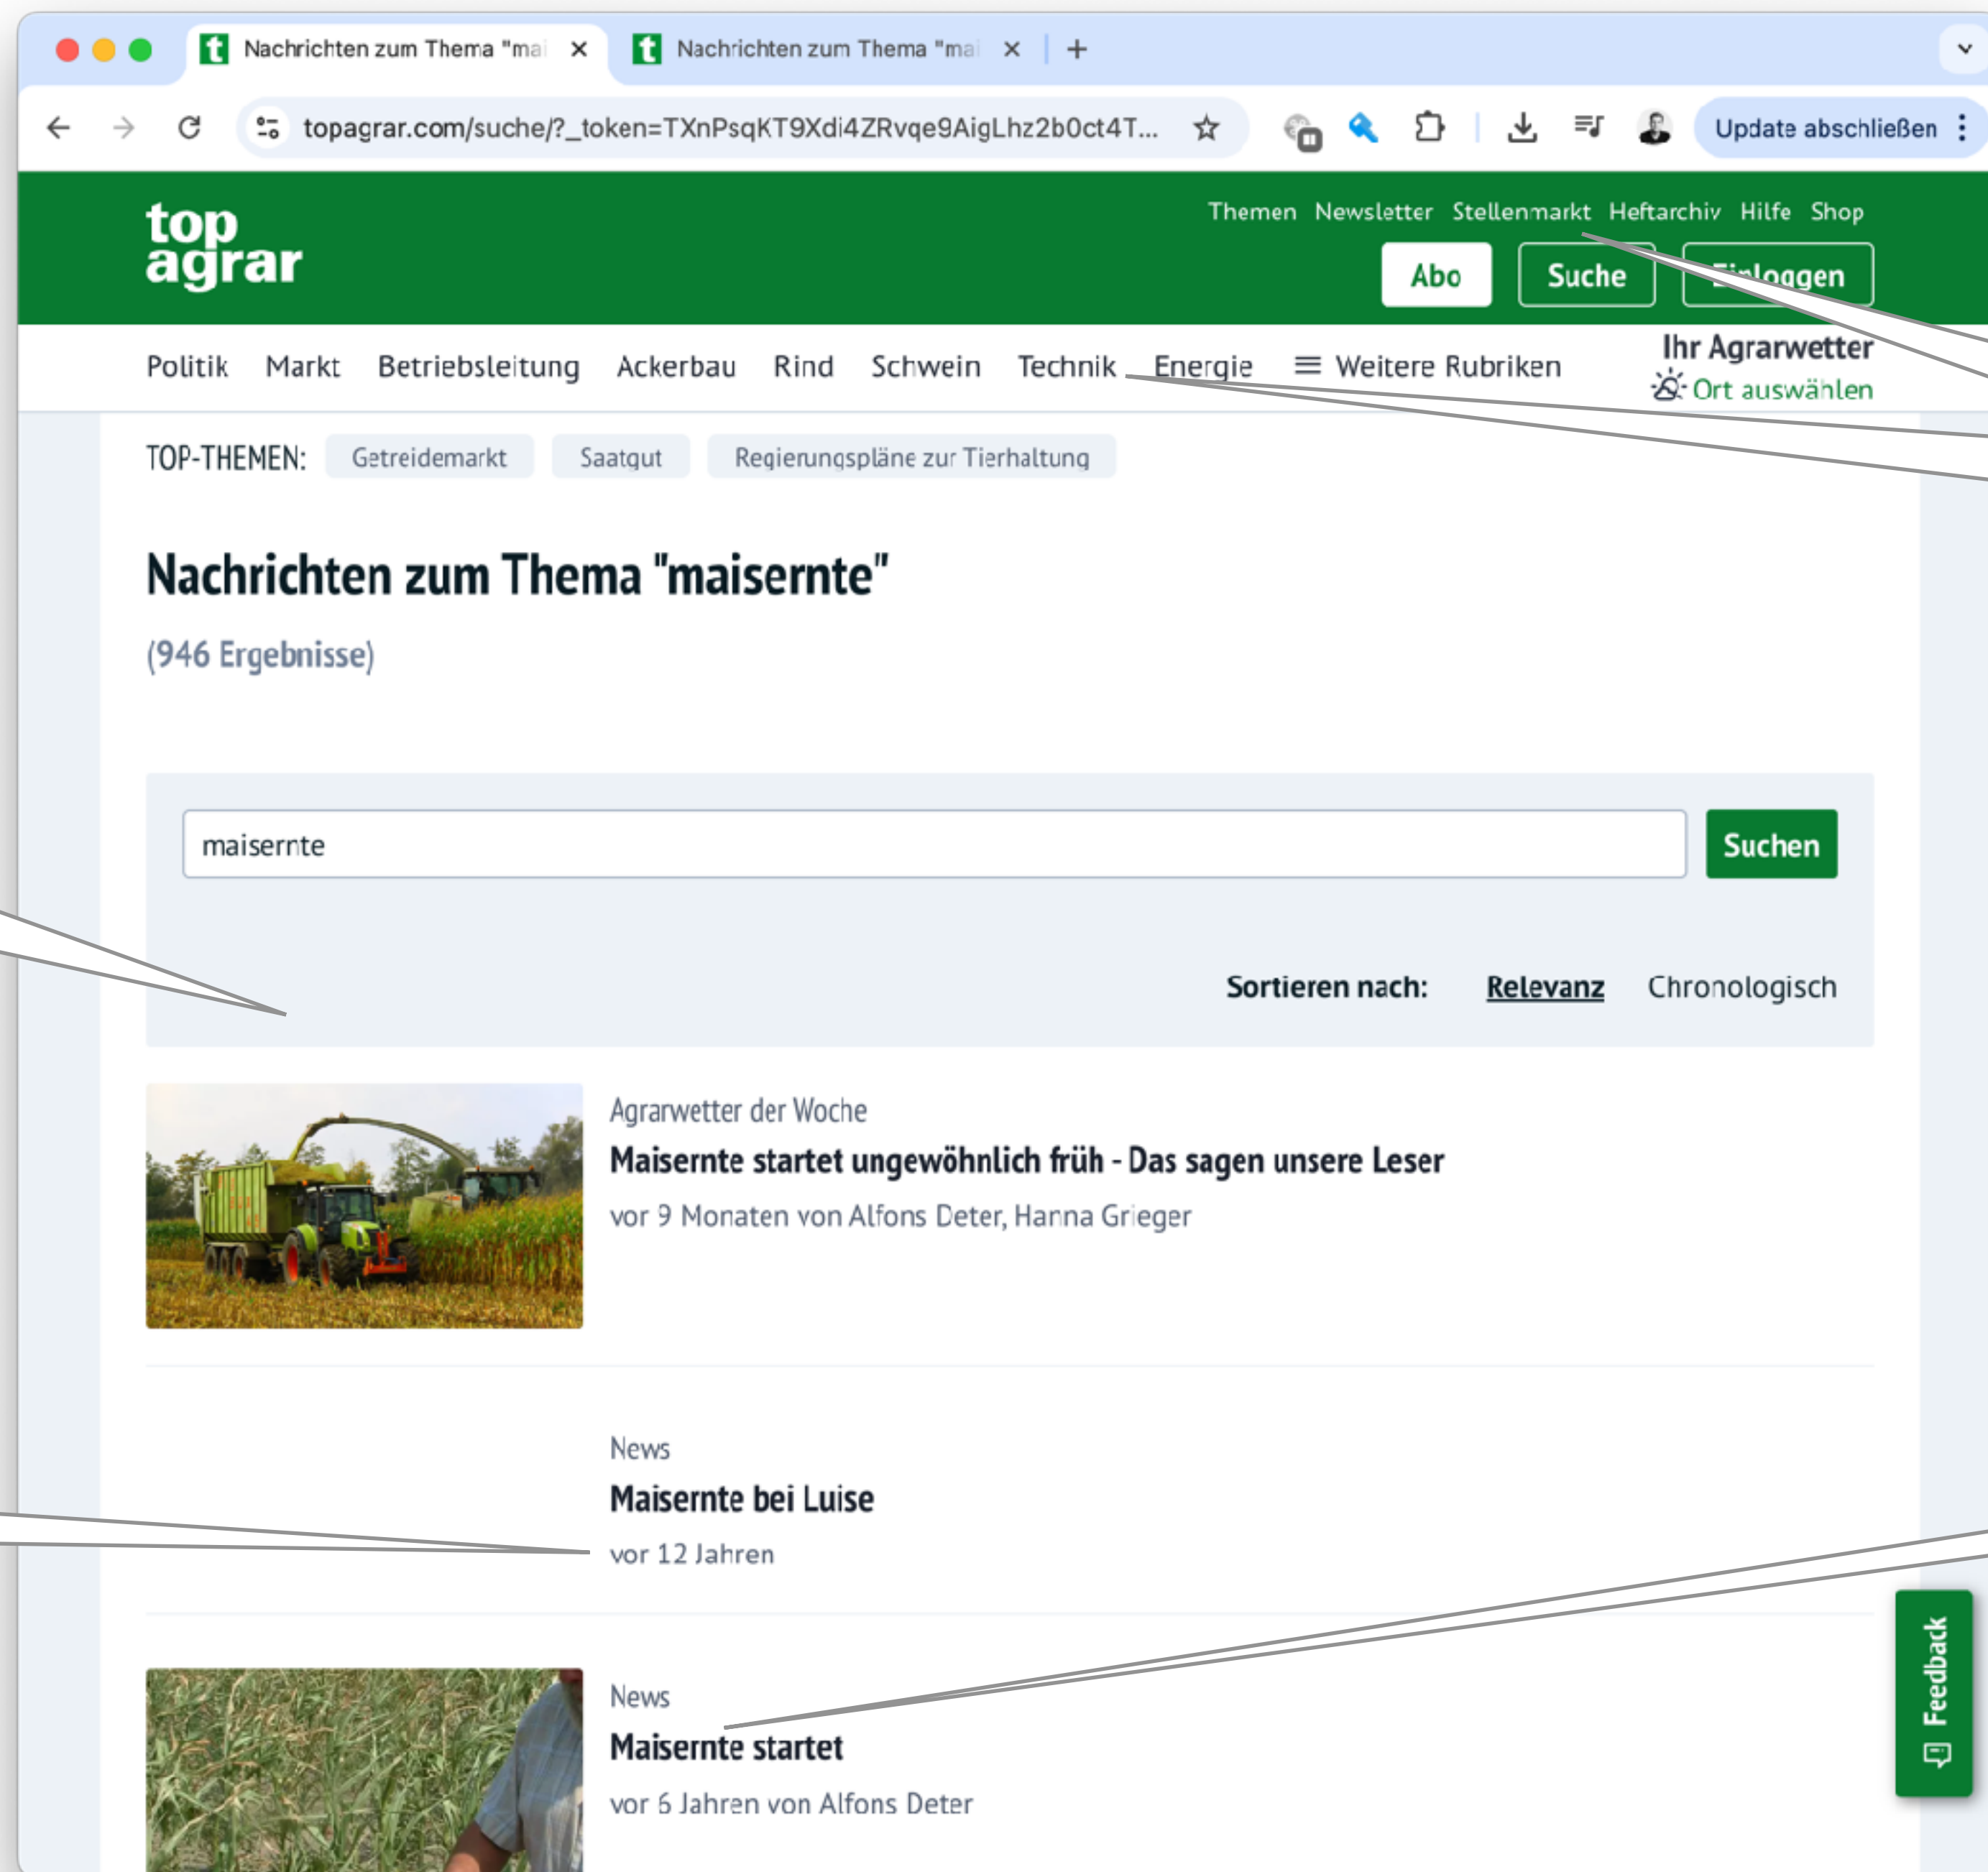 Nachrichten zum Thema "mai
Nachrichten zum Thema "mai
topagrar.com/suche/?_token=TXnPsqKT9Xdi4ZRvqe9AigLhz2b0ct4T...
Update abschließen
top
agrar
Themen Newsletter Stellenmarkt Heftarchiv Hilfe Shop
Abo Suche Einloggen
Politik Markt Betriebsleitung Ackerbau Rind Schwein Technik Energie Weitere Rubriken
Ihr Agrarwetter
Ort auswählen
TOP-THEMEN: Getreidemarkt Saatgut Regierungspläne zur Tierhaltung
Nachrichten zum Thema "maisernte"
(946 Ergebnisse)
maisernte Suchen
Sortieren nach: Relevanz Chronologisch
Agrarwetter der Woche
Maisernte startet ungewöhnlich früh - Das sagen unsere Leser
vor 9 Monaten von Alfons Deter, Hanna Grieger
News
Maisernte bei Luise
vor 12 Jahren
News
Maisernte startet
vor 6 Jahren von Alfons Deter
Feedback